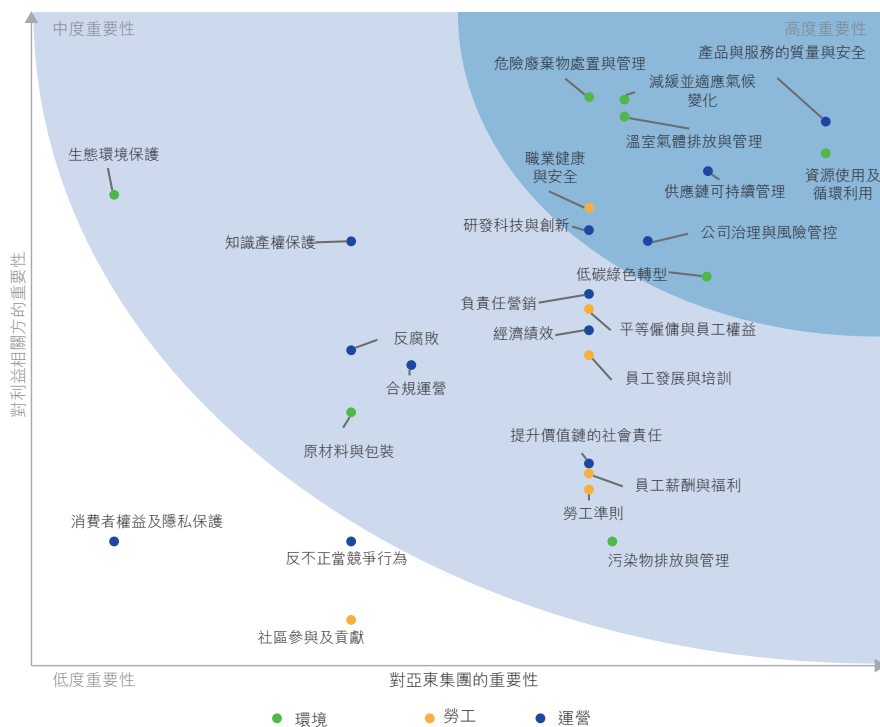 中度重要性
高度重要性
產品與服務的質量與安全
危險廢棄物處置與管理
減緩並適應氣候
變化
溫室氣體排放與管理
生態環境保護
職業健康
與安全
資源使用及
循環利用
供應鏈可持續管理
研發科技與創新
公司治理與風險管控
知識產權保護
低碳綠色轉型
負責任營銷
平等僱傭與員工權益
經濟績效
反腐敗
合規運營
員工發展與培訓
原材料與包裝
提升價值鏈的社會責任
員工薪酬與福利
勞工準則
消費者權益及隱私保護
反不正當競爭行為
污染物排放與管理
社區參與及貢獻
對利益相關方的重要性
低度重要性
對亞東集團的重要性
環境
勞工
運營